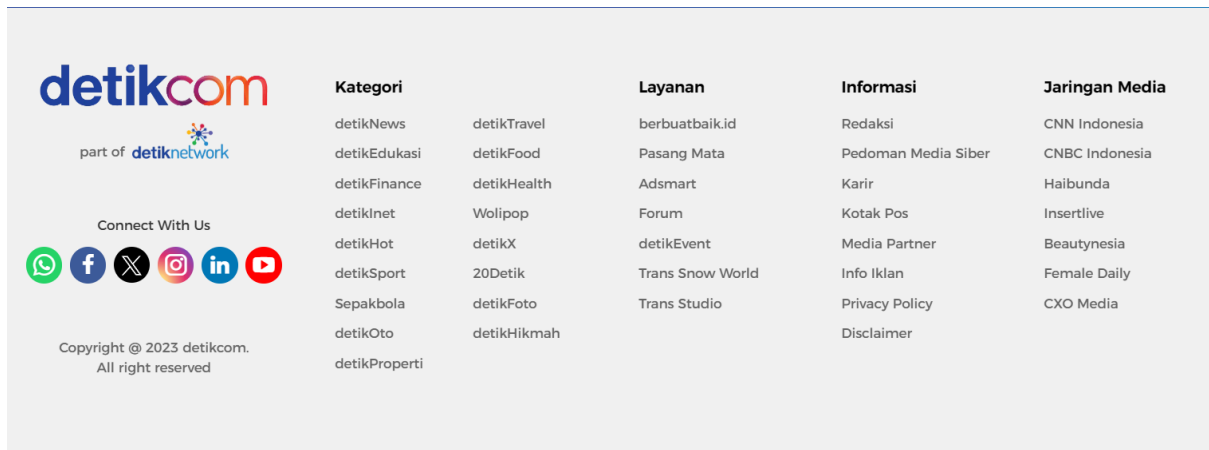 detikcom
part of detiknetwork
Connect With Us
Copyright @ 2023 detikcom.
All right reserved
Kategori
detikNews
detikEdukasi
detikFinance
detikInet
detikHot
detikSport
Sepakbola
detikOto
detikProperti
detikTravel
detikFood
detikHealth
Wolipop
detikX
20Detik
detikFoto
detikHikmah
Layanan
berbuatbaik.id
Pasang Mata
Adsmart
Forum
detikEvent
Trans Snow World
Trans Studio
Informasi
Redaksi
Pedoman Media Siber
Karir
Kotak Pos
Media Partner
Info Iklan
Privacy Policy
Disclaimer
Jaringan Media
CNN Indonesia
CNBC Indonesia
Haibunda
Insertlive
Beautynesia
Female Daily
CXO Media